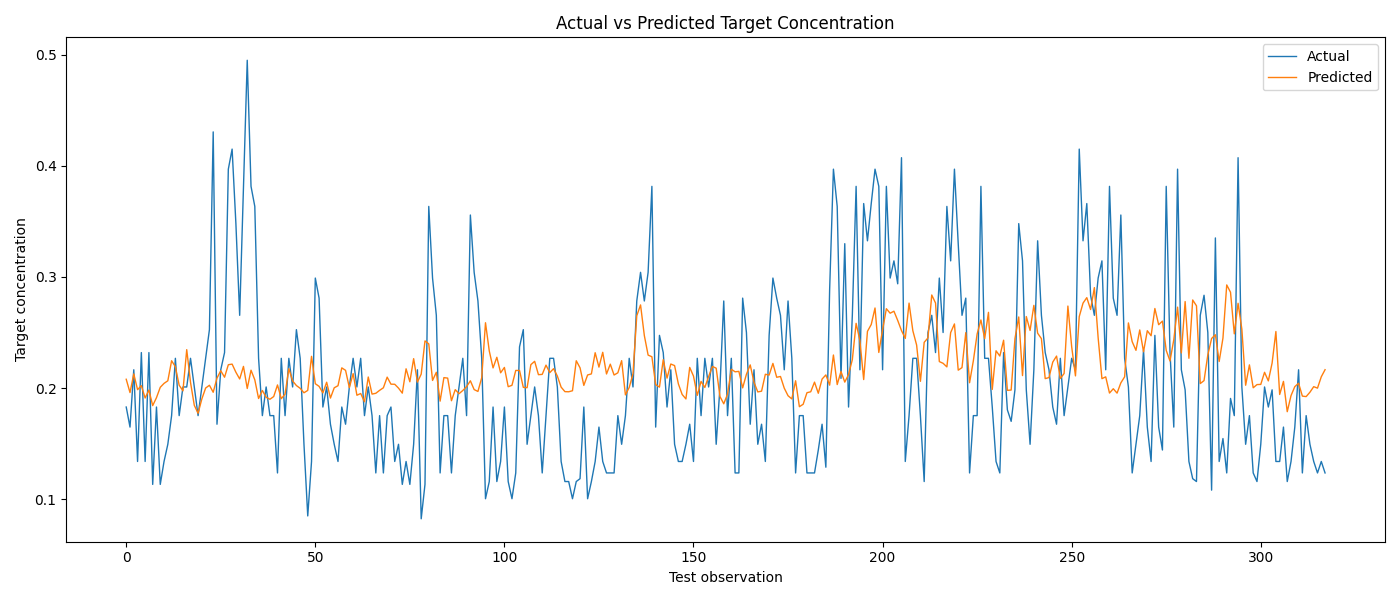 Actual vs Predicted Target Concentration
Actual
Predicted
Target concentration
0.5
0.4
0.3
0.2
0.1
0 50 100 150 200 250 300
Test observation